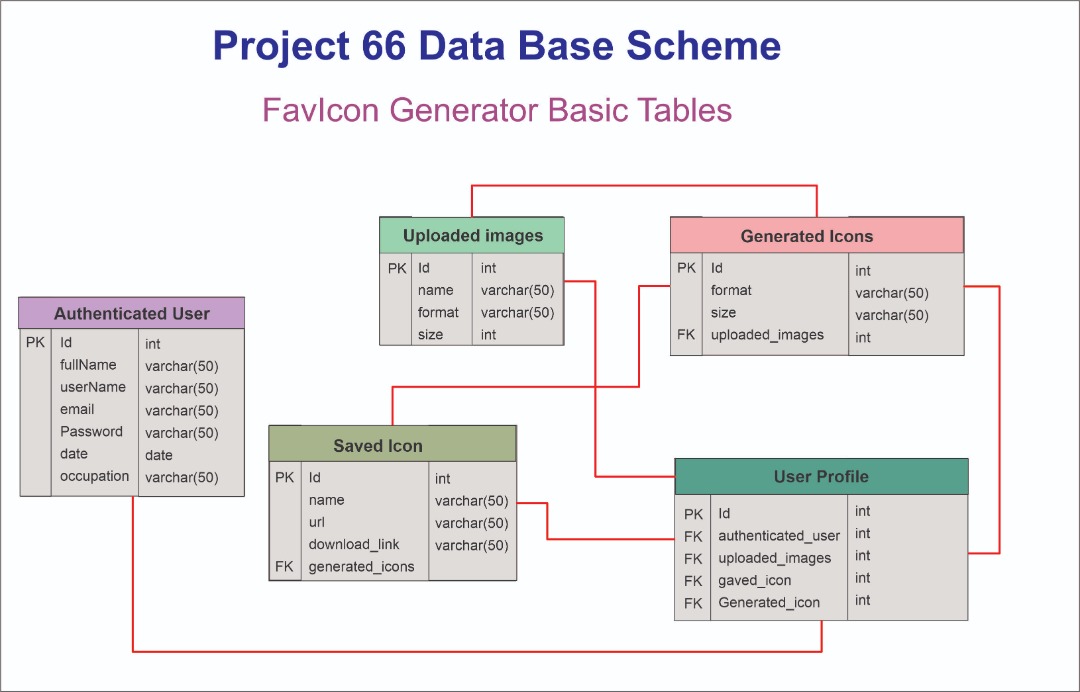 Project 66 Data Base Scheme
FavIcon Generator Basic Tables
Uploaded images
PK Id int
name varchar(50)
format varchar(50)
size int
Generated Icons
PK Id int
format varchar(50)
size varchar(50)
FK uploaded_images int
Authenticated User
PK Id int
fullName varchar(50)
userName varchar(50)
email varchar(50)
Password varchar(50)
date date
occupation varchar(50)
Saved Icon
PK Id int
name varchar(50)
url varchar(50)
download_link varchar(50)
FK generated_icons
User Profile
PK Id int
FK authenticated_user int
FK uploaded_images int
FK gaved_icon int
FK Generated_icon int